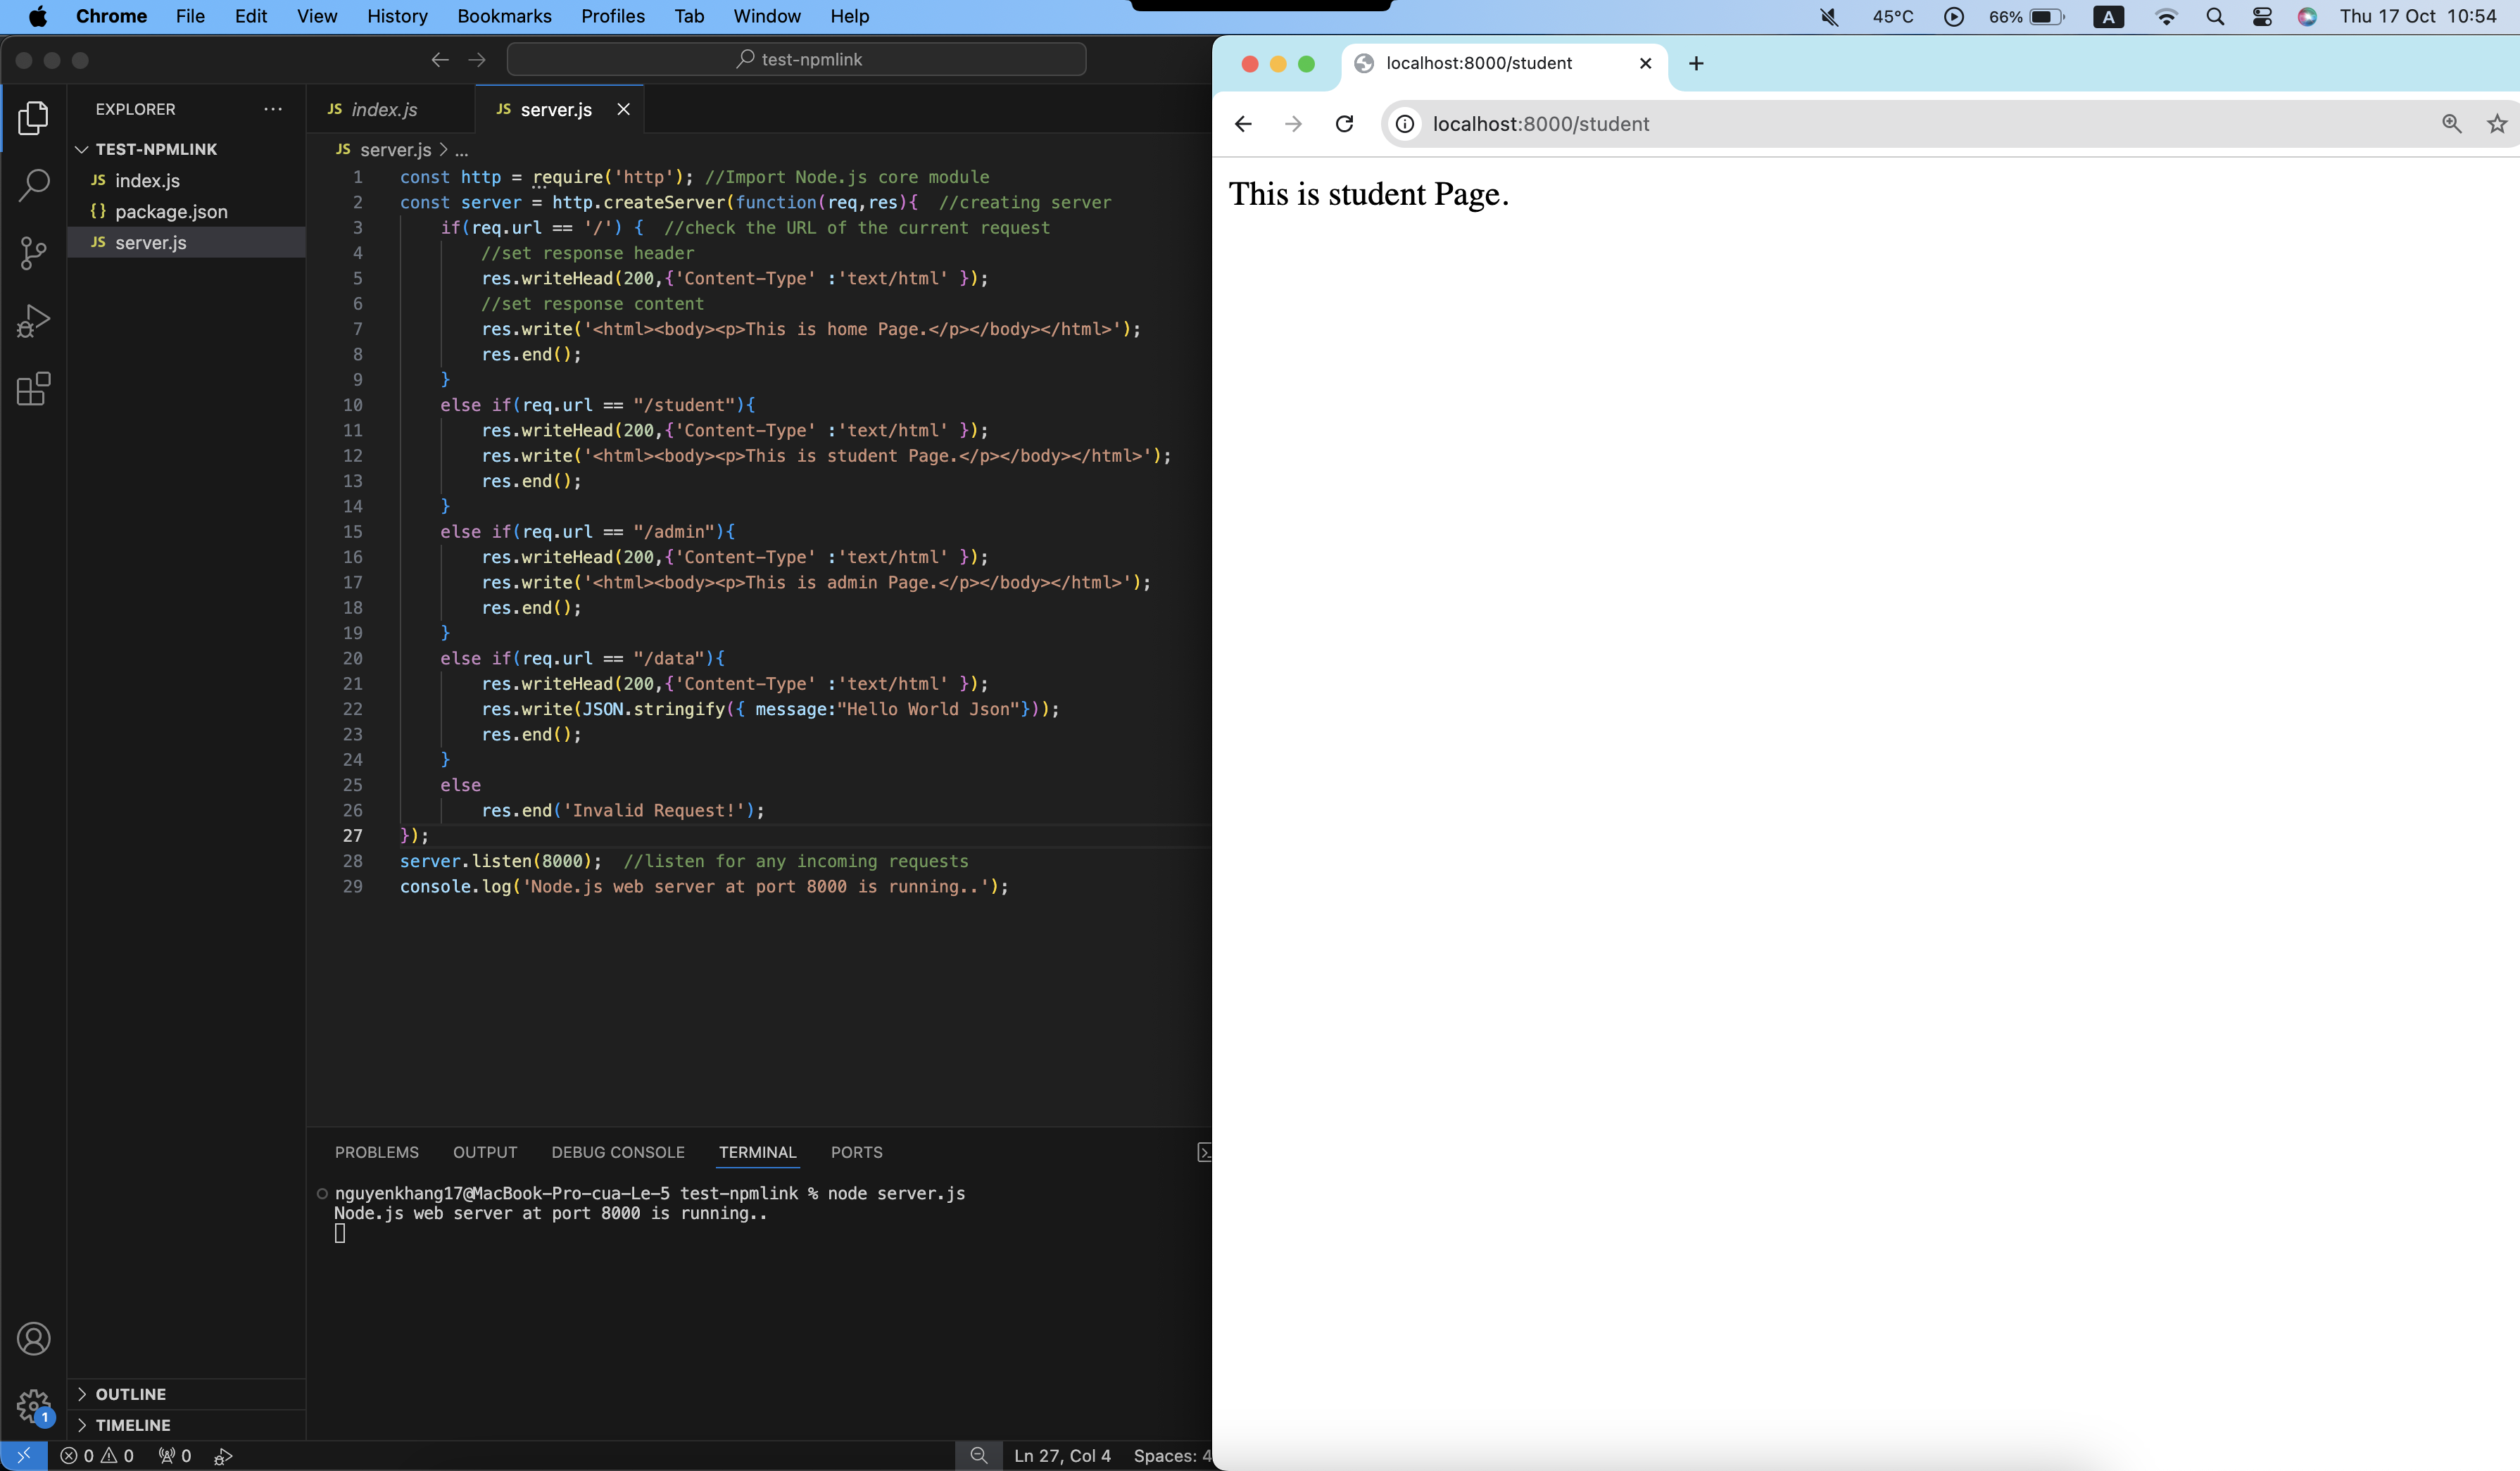 Chrome File Edit View History Bookmarks Profiles Tab Window Help 45°C 66% A Thu 17 Oct 10:54
test-npmlink
EXPLORER
TEST-NPMLINK
JS index.js
{} package.json
JS server.js
OUTLINE
TIMELINE
JS index.js JS server.js
JS server.js > ...
1 const http = require('http'); //Import Node.js core module
2 const server = http.createServer(function(req,res){  //creating server
3 if(req.url == '/') {  //check the URL of the current request
4 //set response header
5 res.writeHead(200,{'Content-Type' :'text/html' });
6 //set response content
7 res.write('<html><body><p>This is home Page.</p></body></html>');
8 res.end();
9 }
10 else if(req.url == "/student"){
11 res.writeHead(200,{'Content-Type' :'text/html' });
12 res.write('<html><body><p>This is student Page.</p></body></html>');
13 res.end();
14 }
15 else if(req.url == "/admin"){
16 res.writeHead(200,{'Content-Type' :'text/html' });
17 res.write('<html><body><p>This is admin Page.</p></body></html>');
18 res.end();
19 }
20 else if(req.url == "/data"){
21 res.writeHead(200,{'Content-Type' :'text/html' });
22 res.write(JSON.stringify({ message:"Hello World Json"}));
23 res.end();
24 }
25 else
26 res.end('Invalid Request!');
27 });
28 server.listen(8000);  //listen for any incoming requests
29 console.log('Node.js web server at port 8000 is running..');
PROBLEMS OUTPUT DEBUG CONSOLE TERMINAL PORTS
nguyenkhang17@MacBook-Pro-cua-Le-5 test-npmlink % node server.js
Node.js web server at port 8000 is running..
1
0 0 0 Ln 27, Col 4 Spaces: 4
localhost:8000/student
localhost:8000/student
This is student Page.